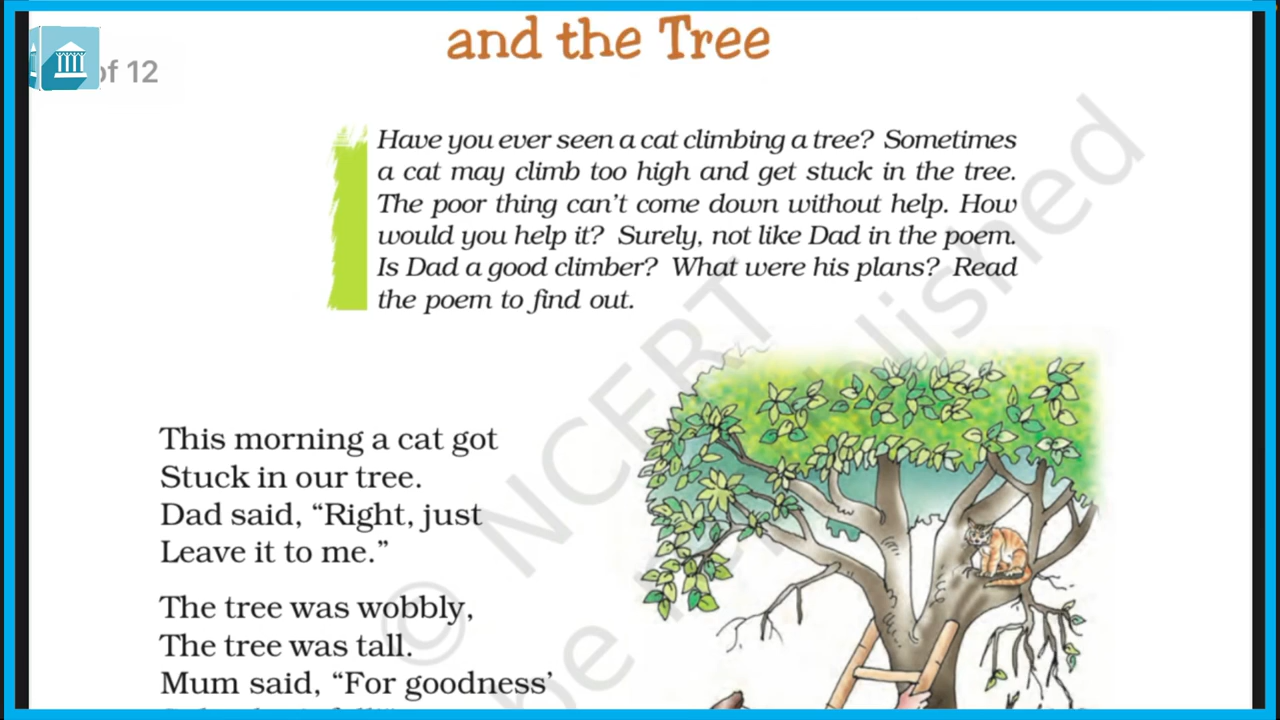 and the Tree
of 12
Have you ever seen a cat climbing a tree? Sometimes
a cat may climb too high and get stuck in the tree.
The poor thing can't come down without help. How
would you help it? Surely, not like Dad in the poem.
Is Dad a good climber? What were his plans? Read
the poem to find out.
This morning a cat got
Stuck in our tree.
Dad said, “Right, just
Leave it to me.”
The tree was wobbly,
The tree was tall.
Mum said, “For goodness’
© NCERT
be